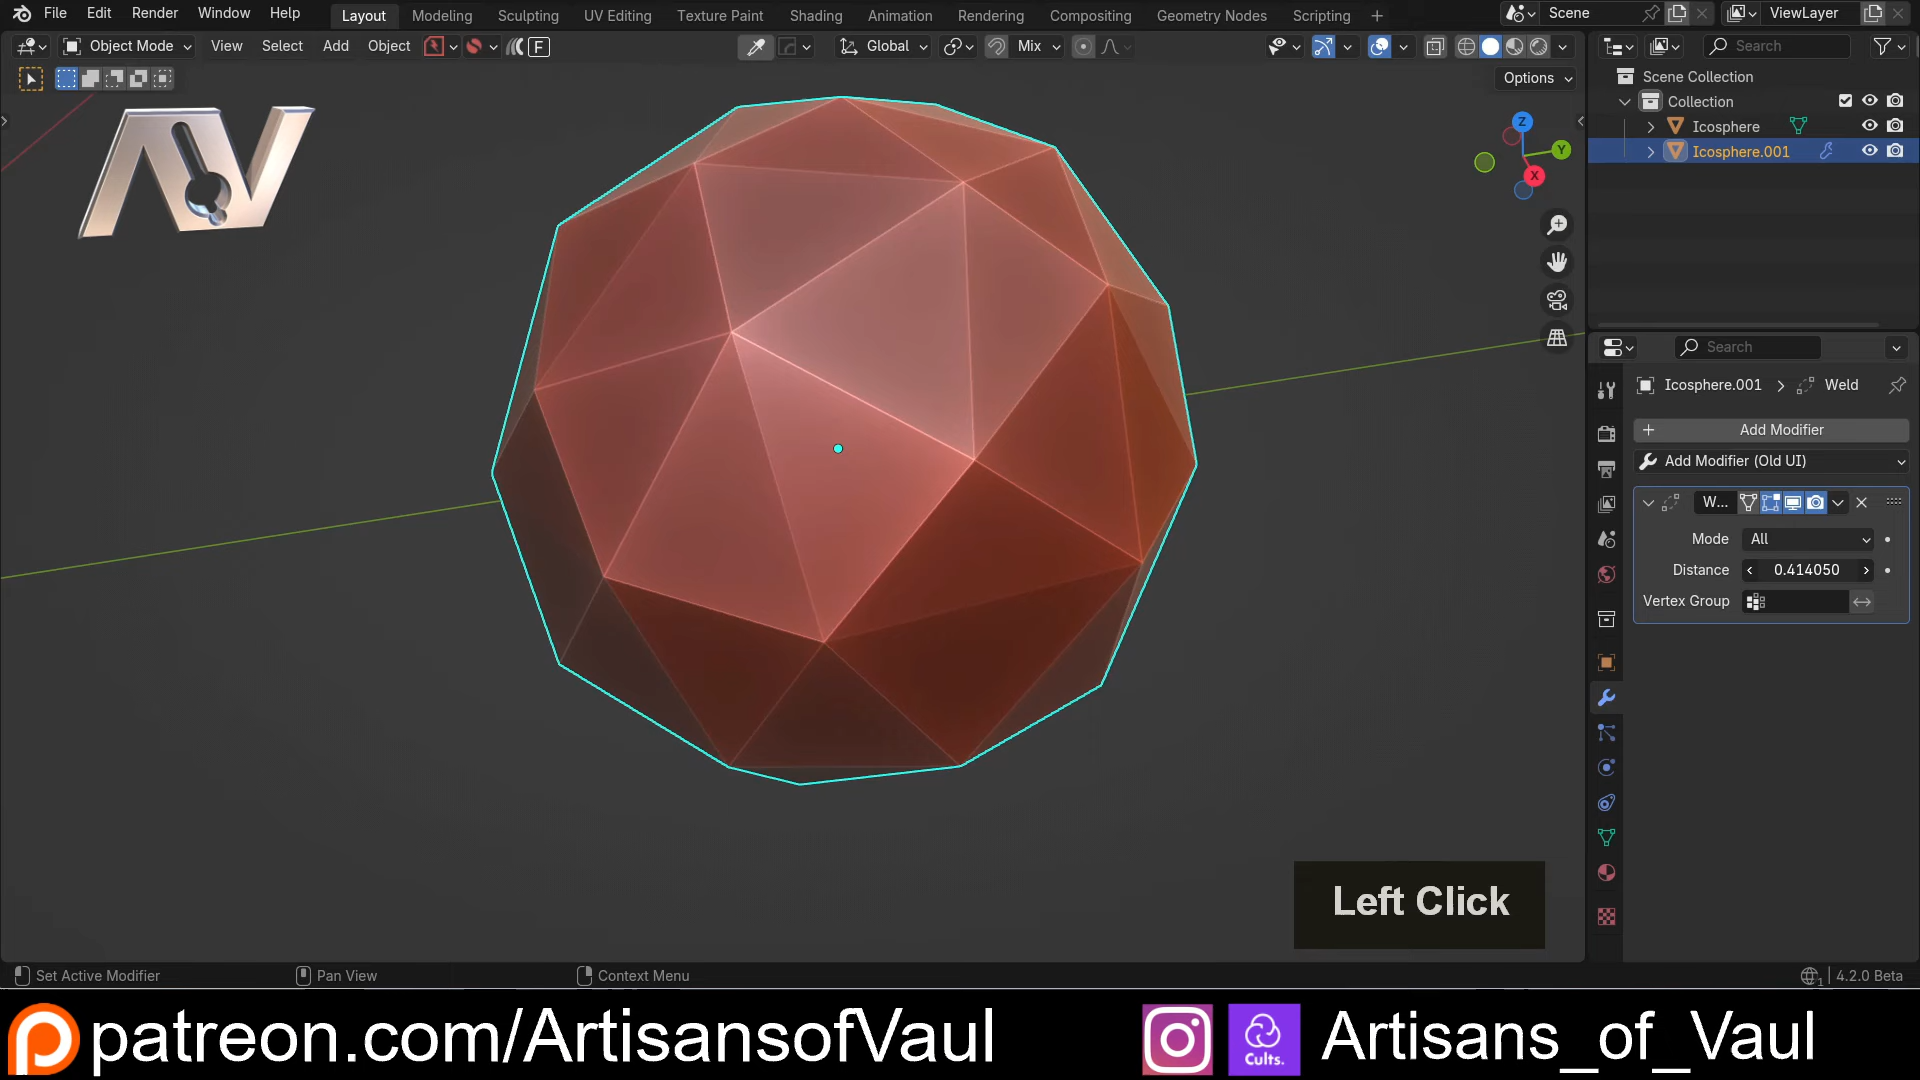 File Edit Render Window Help Layout Modeling Sculpting UV Editing Texture Paint Shading Animation Rendering Compositing Geometry Nodes Scripting + Scene ViewLayer
Object Mode View Select Add Object F Global Mix Search
Options
Scene Collection
Collection
Icosphere
Icosphere.001
AV
Z
Y
X
Search
Icosphere.001 > Weld
+ Add Modifier
Add Modifier (Old UI)
W...
Mode All
Distance 0.414050
Vertex Group
Left Click
Set Active Modifier Pan View Context Menu 1 4.2.0 Beta
patreon.com/ArtisansofVaul Cults. Artisans_of_Vaul